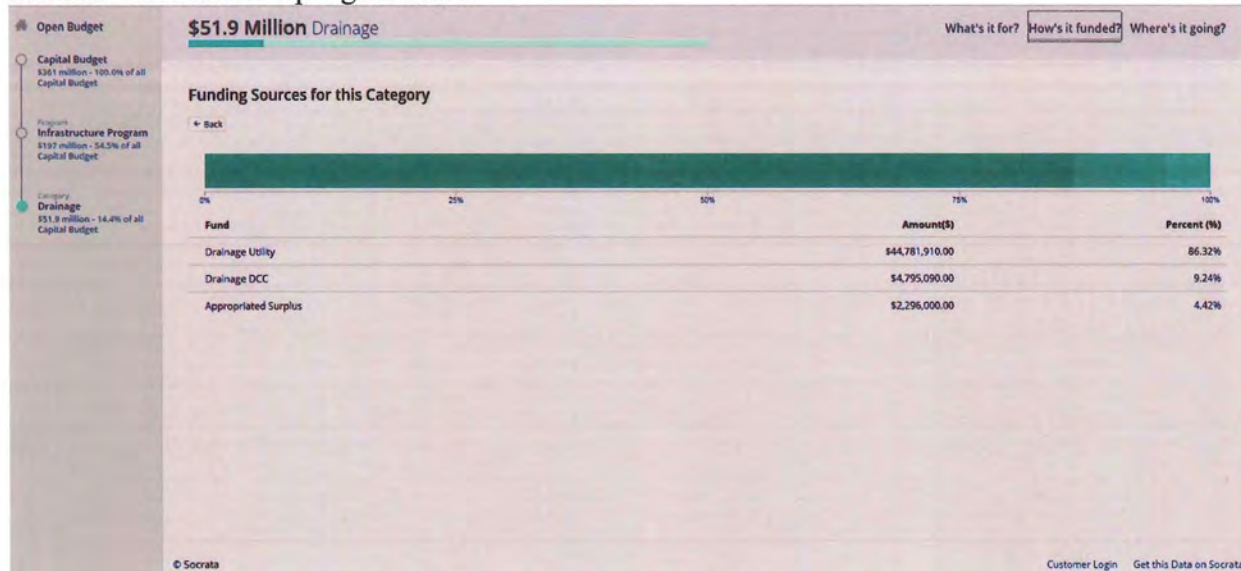 Open Budget
$51.9 Million Drainage
What's it for? How's it funded? Where's it going?
Capital Budget
$361 million - 100.0% of all
Capital Budget
Program
Infrastructure Program
$197 million - 54.5% of all
Capital Budget
Category
Drainage
$51.9 million - 14.4% of all
Capital Budget
Funding Sources for this Category
← Back
0% 25% 50% 75% 100%
Fund Amount($) Percent (%)
Drainage Utility $44,781,910.00 86.32%
Drainage DCC $4,795,090.00 9.24%
Appropriated Surplus $2,296,000.00 4.42%
© Socrata
Customer Login Get this Data on Socrata